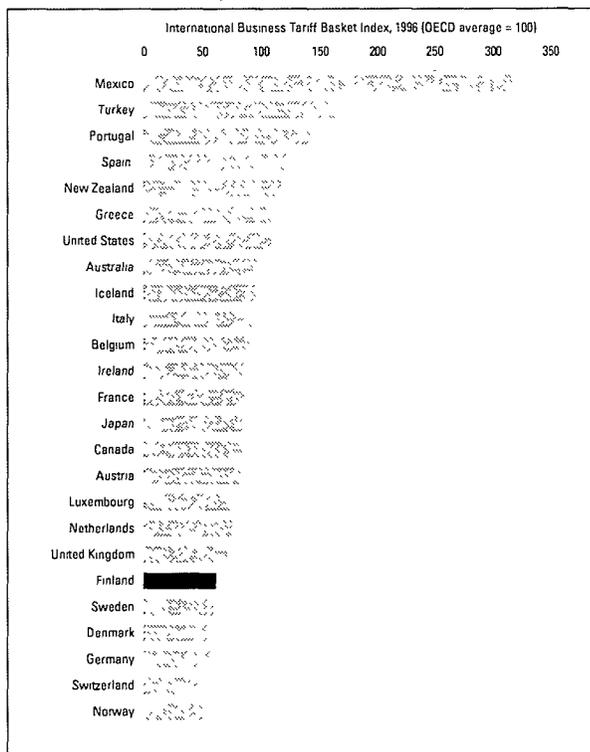 International Business Tariff Basket Index, 1996 (OECD average = 100)
0 50 100 150 200 250 300 350
Mexico
Turkey
Portugal
Spain
New Zealand
Greece
United States
Australia
Iceland
Italy
Belgium
Ireland
France
Japan
Canada
Austria
Luxembourg
Netherlands
United Kingdom
Finland
Sweden
Denmark
Germany
Switzerland
Norway